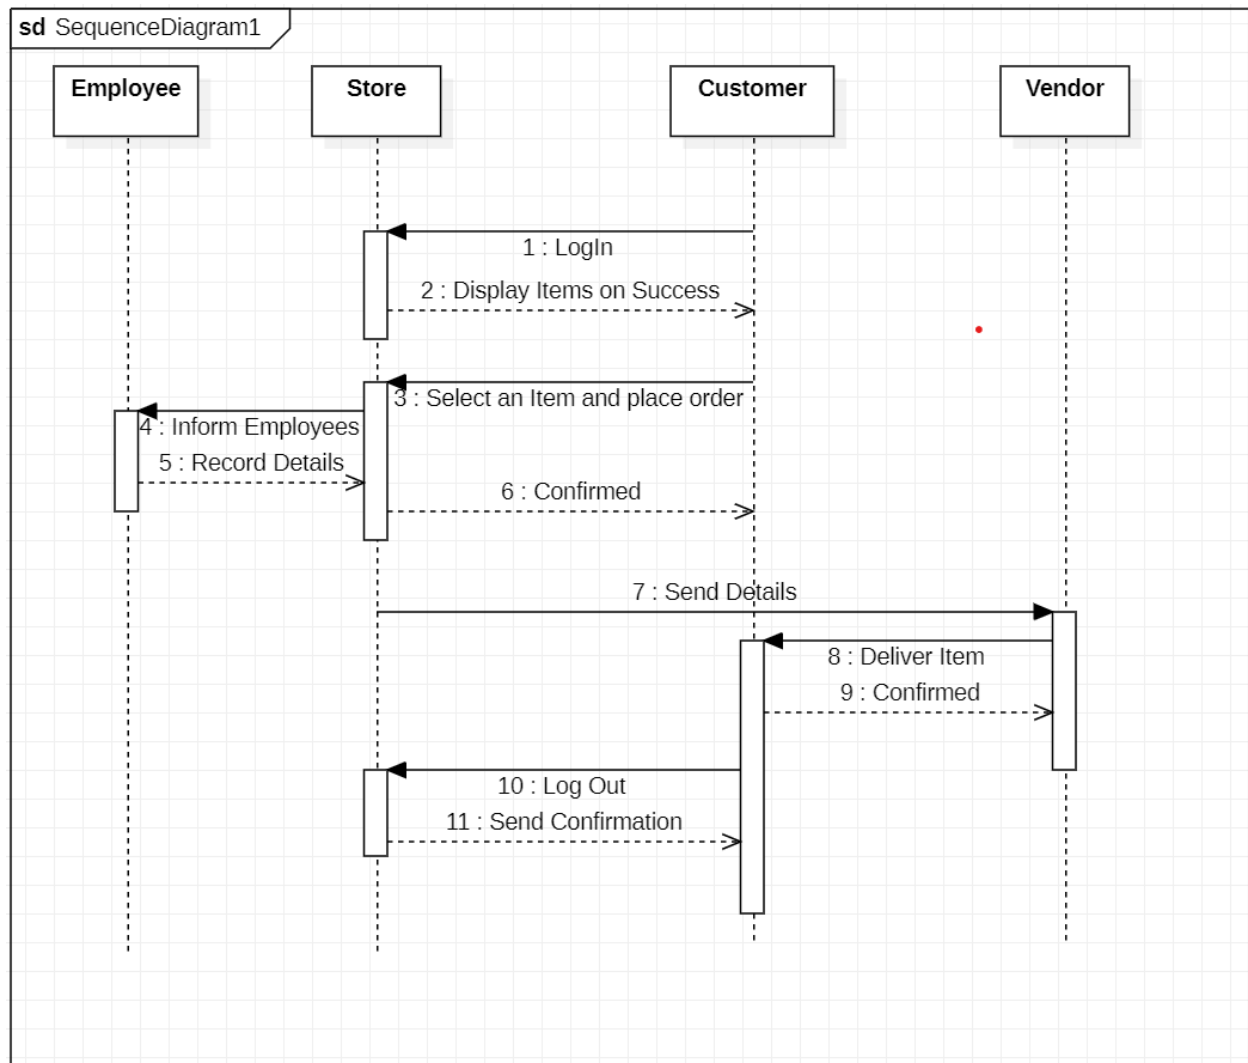 sd SequenceDiagram1
Employee
Store
Customer
Vendor
1 : LogIn
2 : Display Items on Success
3 : Select an Item and place order
4 : Inform Employees
5 : Record Details
6 : Confirmed
7 : Send Details
8 : Deliver Item
9 : Confirmed
10 : Log Out
11 : Send Confirmation